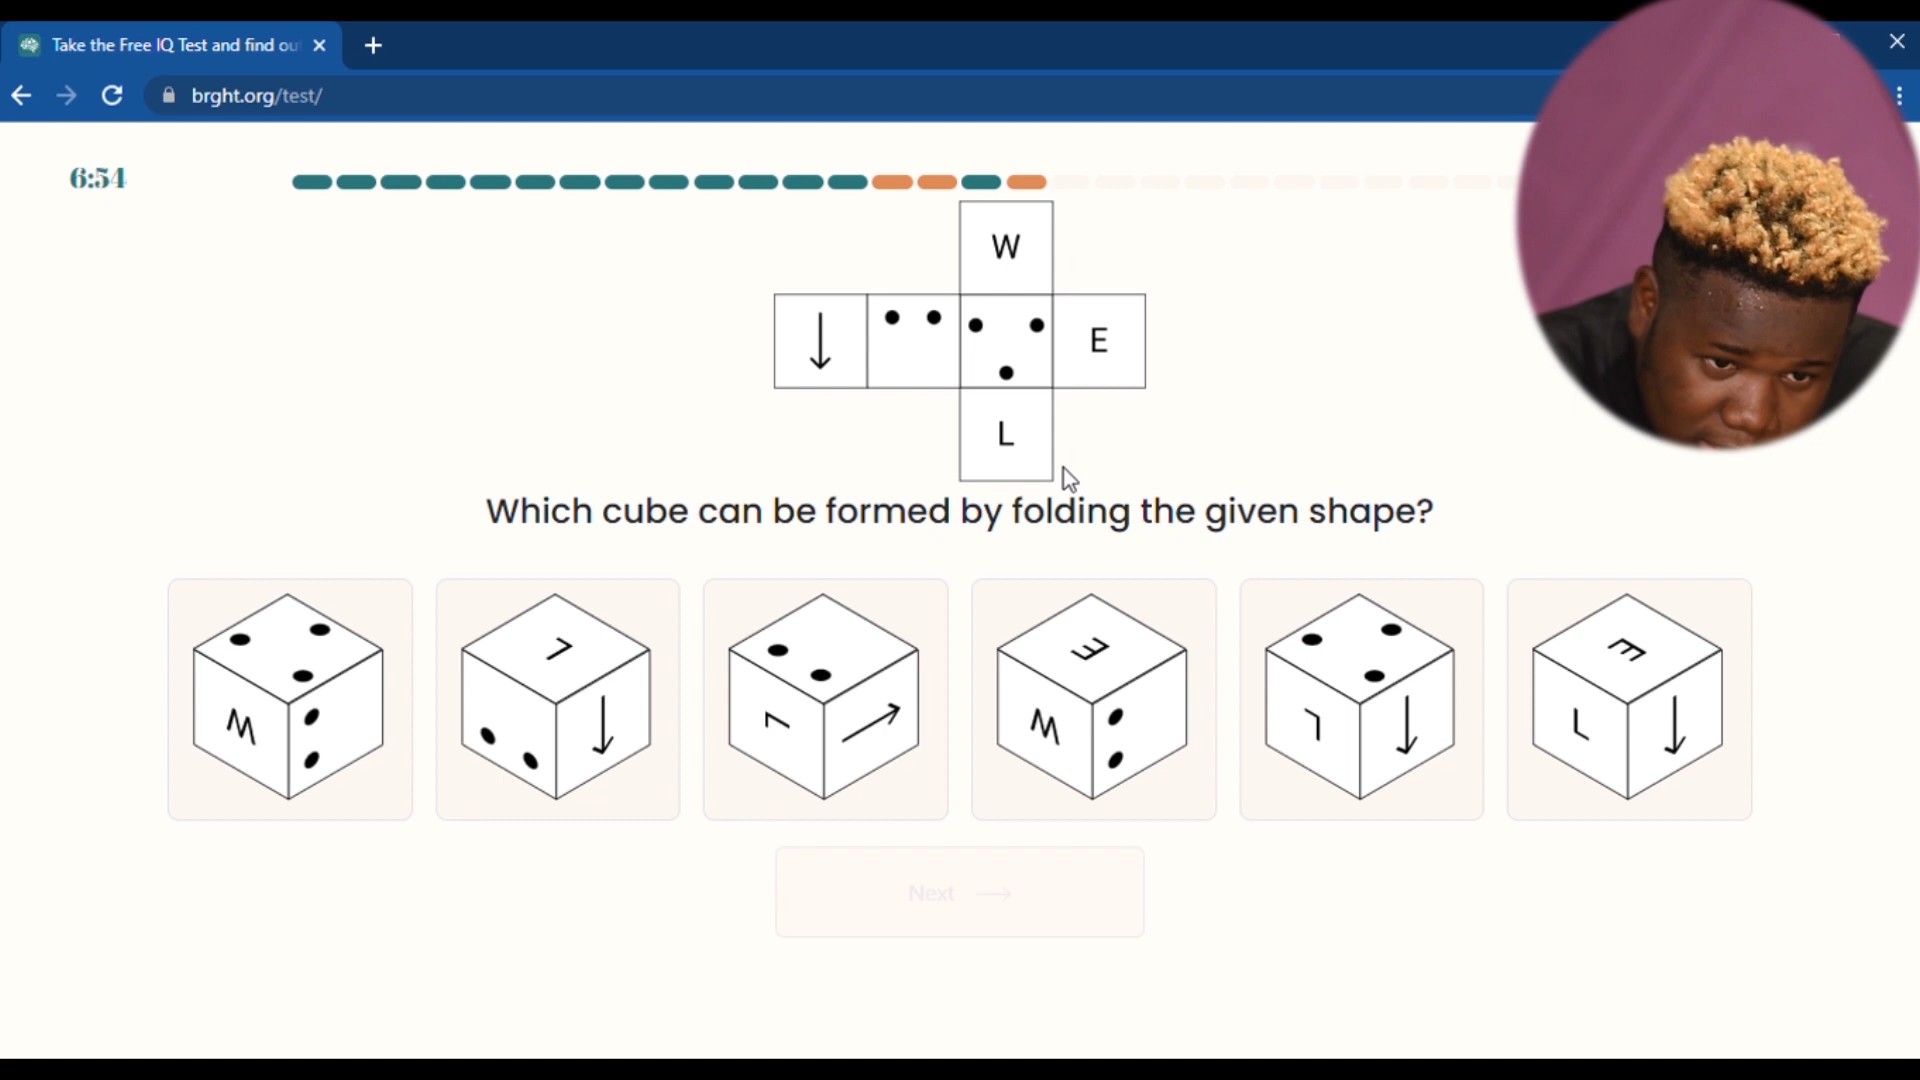 Take the Free IQ Test and find ou
brght.org/test/
6:54
W
E
L
Which cube can be formed by folding the given shape?
W
L
L
E
W
L
E
L
Next